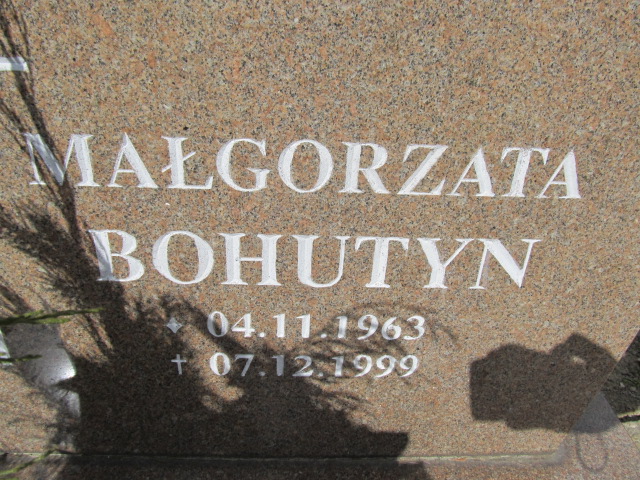 MAŁGORZATA
BOHUTYN
✦ 04.11.1963
† 07.12.1999